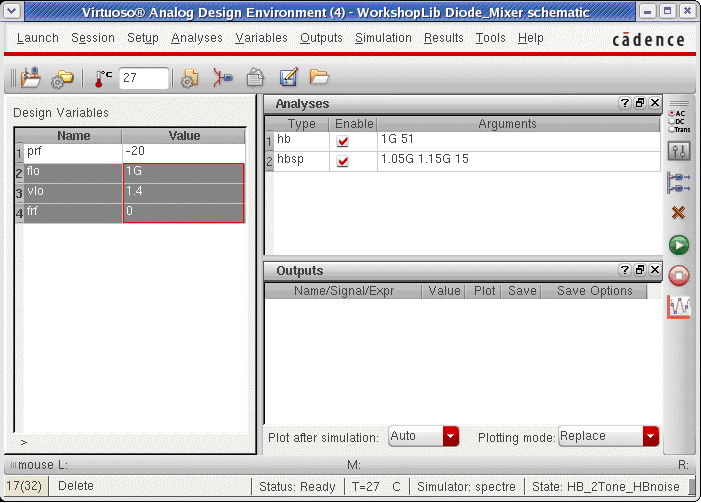 Virtuoso® Analog Design Environment (4) - WorkshopLib Diode_Mixer schematic
Launch Session Setup Analyses Variables Outputs Simulation Results Tools Help cādence
°C 27
Design Variables
Name Value
1 prf -20
2 flo 1G
3 vlo 1.4
4 frf 0
>
Analyses
Type Enable Arguments
1 hb 1G 51
2 hbsp 1.05G 1.15G 15
Outputs
Name/Signal/Expr Value Plot Save Save Options
Plot after simulation: Auto Plotting mode: Replace
AC
DC
Trans
mouse L: M: R:
17(32) Delete Status: Ready T=27 C Simulator: spectre State: HB_2Tone_HBnoise